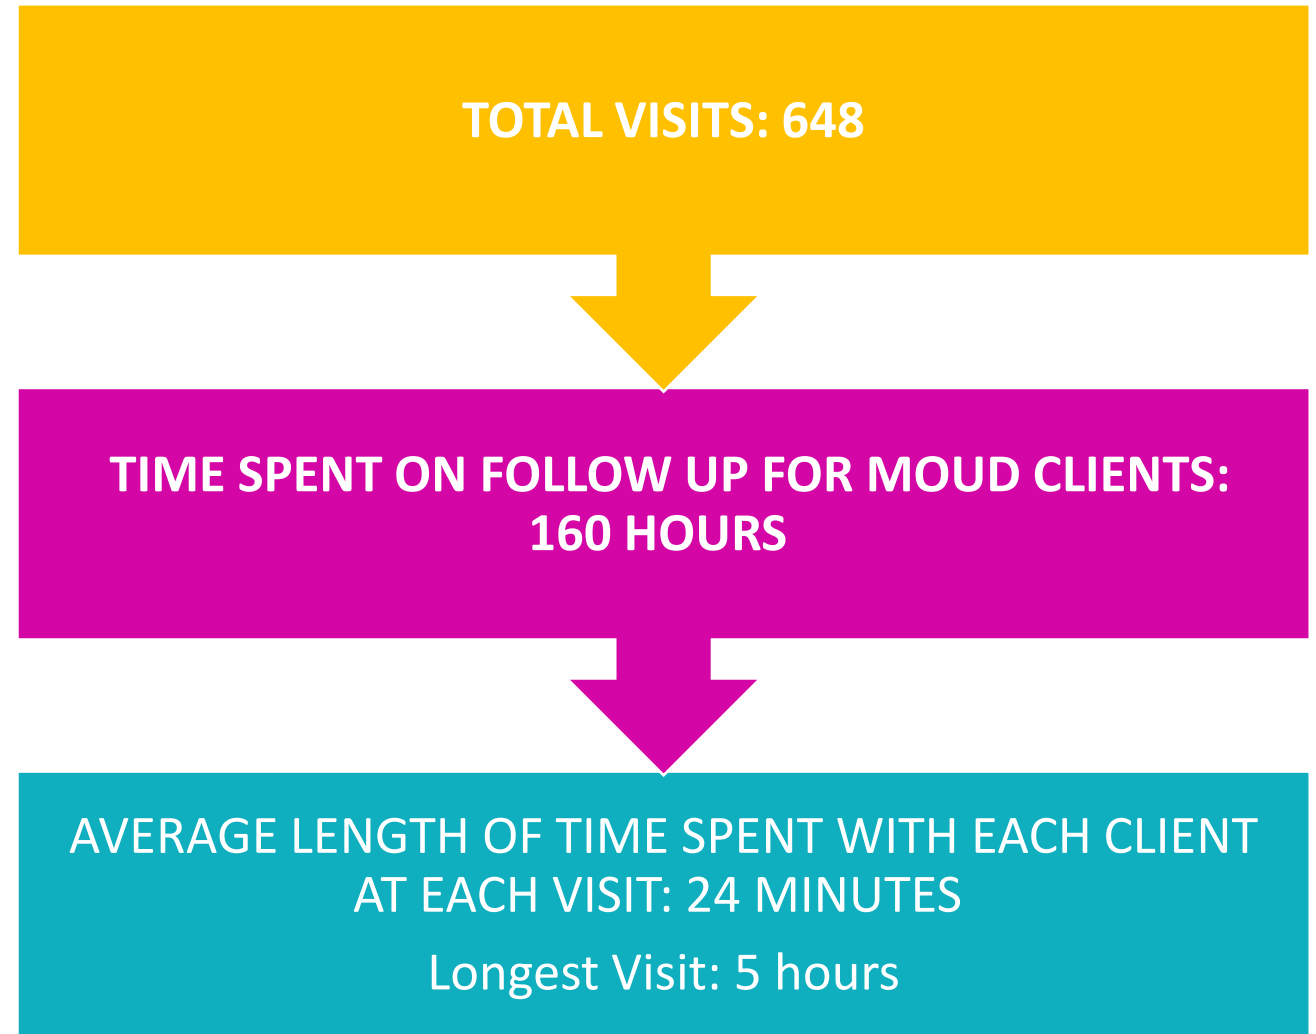 TOTAL VISITS: 648
TIME SPENT ON FOLLOW UP FOR MOUD CLIENTS:
160 HOURS
AVERAGE LENGTH OF TIME SPENT WITH EACH CLIENT
AT EACH VISIT: 24 MINUTES
Longest Visit: 5 hours